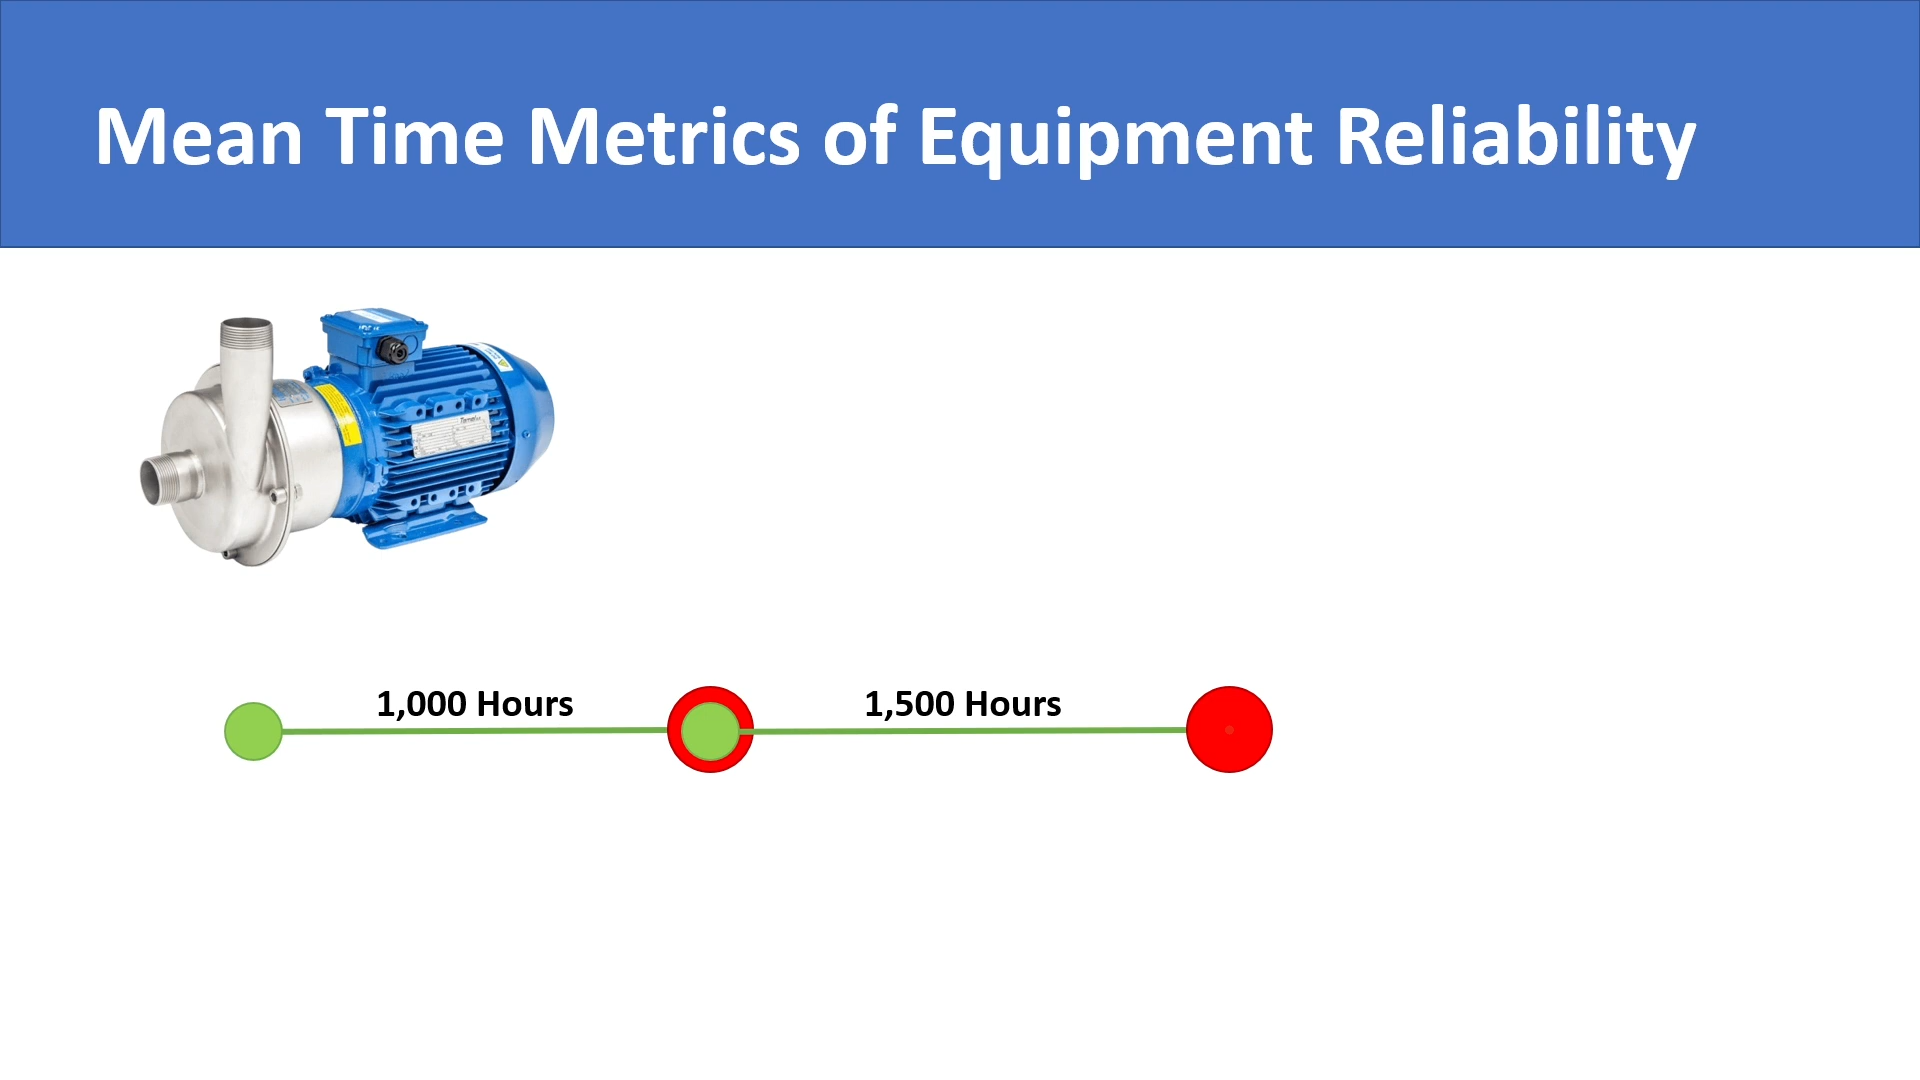 Mean Time Metrics of Equipment Reliability
1,000 Hours
1,500 Hours